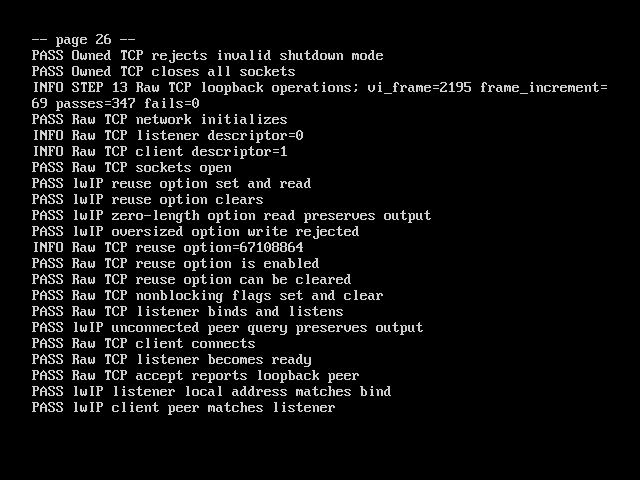 -- page 26 --
PASS Owned TCP rejects invalid shutdown mode
PASS Owned TCP closes all sockets
INFO STEP 13 Raw TCP loopback operations; vi_frame=2195 frame_increment=
69 passes=347 fails=0
PASS Raw TCP network initializes
INFO Raw TCP listener descriptor=0
INFO Raw TCP client descriptor=1
PASS Raw TCP sockets open
PASS lwIP reuse option set and read
PASS lwIP reuse option clears
PASS lwIP zero-length option read preserves output
PASS lwIP oversized option write rejected
INFO Raw TCP reuse option=67108864
PASS Raw TCP reuse option is enabled
PASS Raw TCP reuse option can be cleared
PASS Raw TCP nonblocking flags set and clear
PASS Raw TCP listener binds and listens
PASS lwIP unconnected peer query preserves output
PASS Raw TCP client connects
PASS Raw TCP listener becomes ready
PASS Raw TCP accept reports loopback peer
PASS lwIP listener local address matches bind
PASS lwIP client peer matches listener